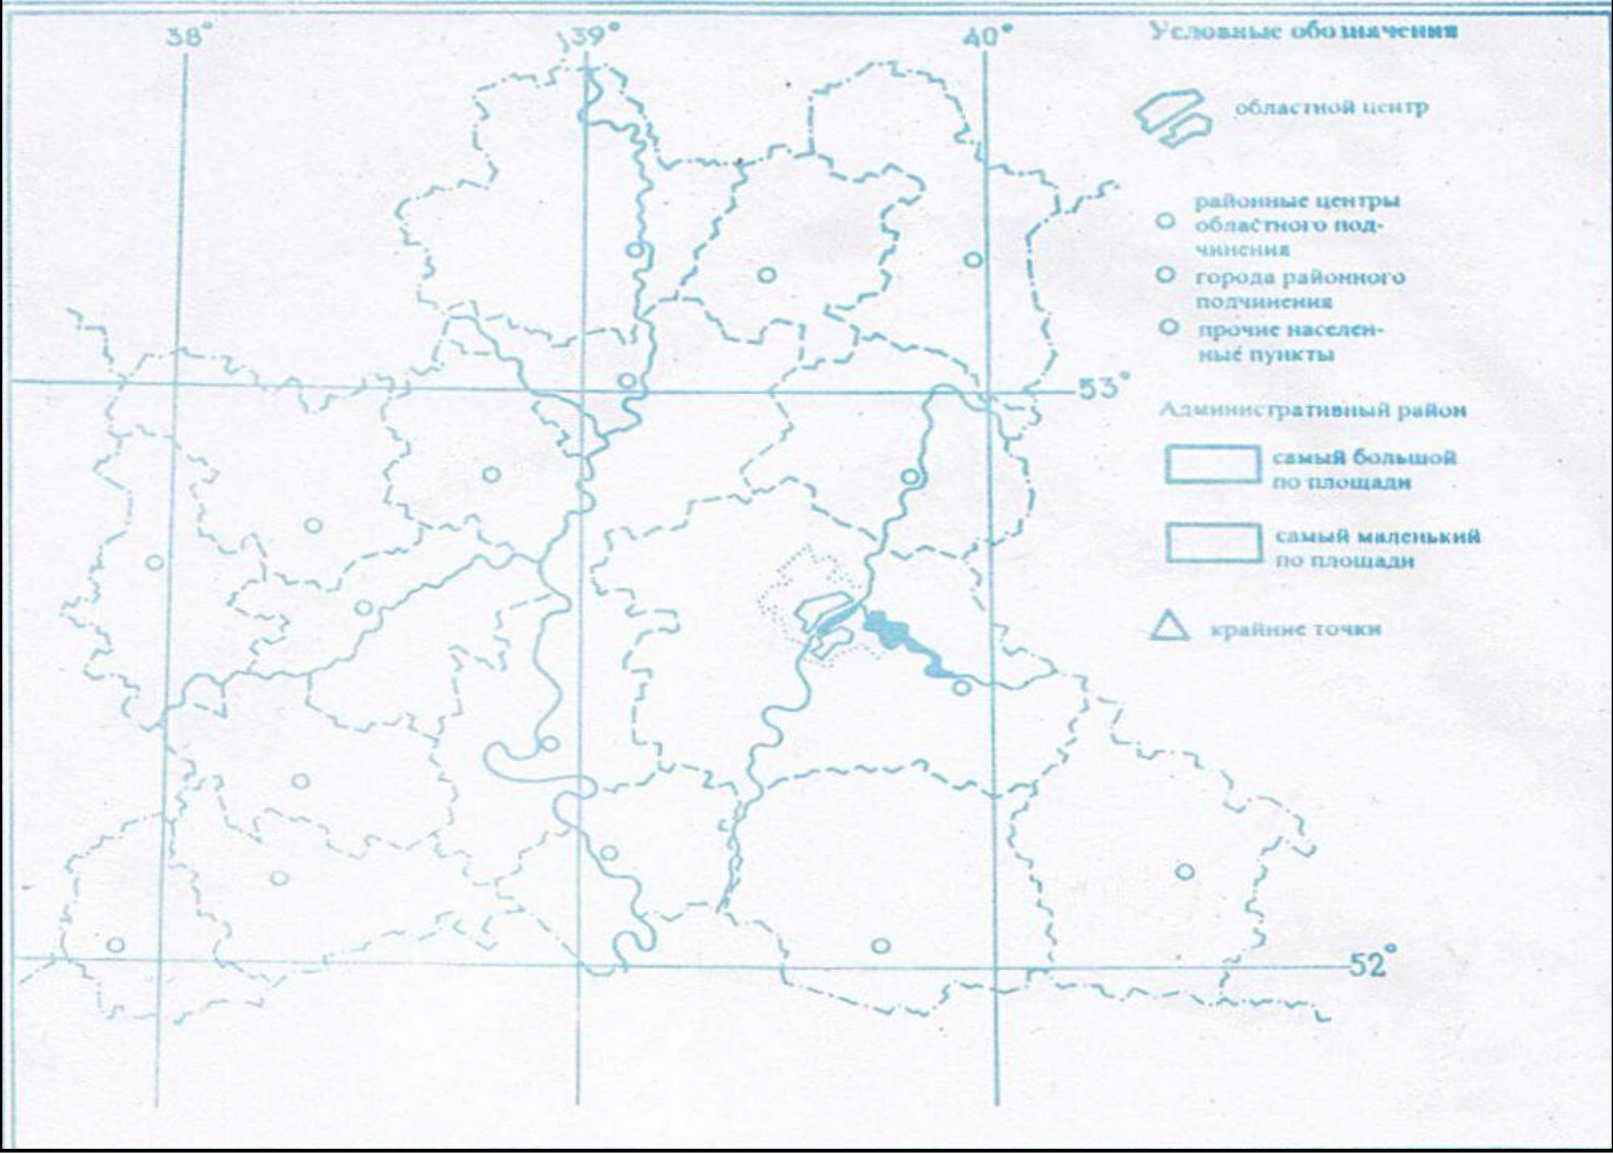 38°
39°
40°
Условные обозначения
областной центр
районные центры
областного под-
чинения
города районного
подчинения
прочие населен-
ные пункты
53°
Административный район
самый большой
по площади
самый маленький
по площади
крайние точки
52°